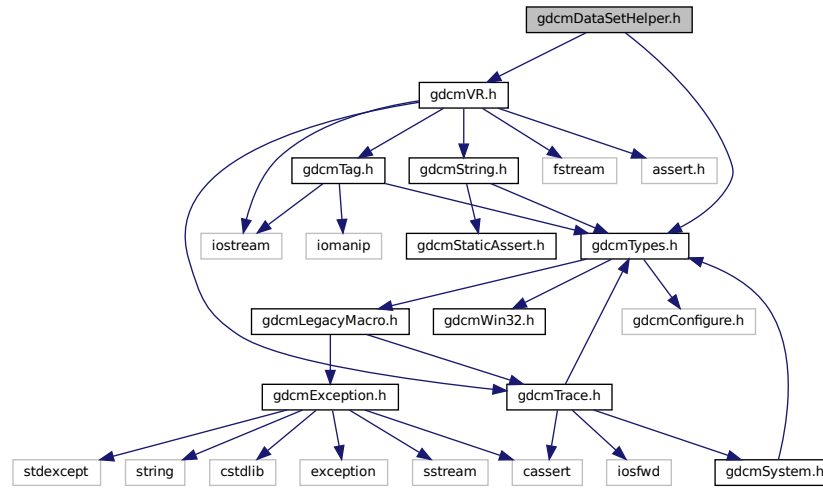 gdcmDataSetHelper.h
gdcmVR.h
gdcmTag.h
gdcmString.h
fstream
assert.h
iostream
iomanip
gdcmStaticAssert.h
gdcmTypes.h
gdcmLegacyMacro.h
gdcmWin32.h
gdcmConfigure.h
gdcmException.h
gdcmTrace.h
stdexcept
string
cstdlib
exception
sstream
cassert
iosfwd
gdcmSystem.h